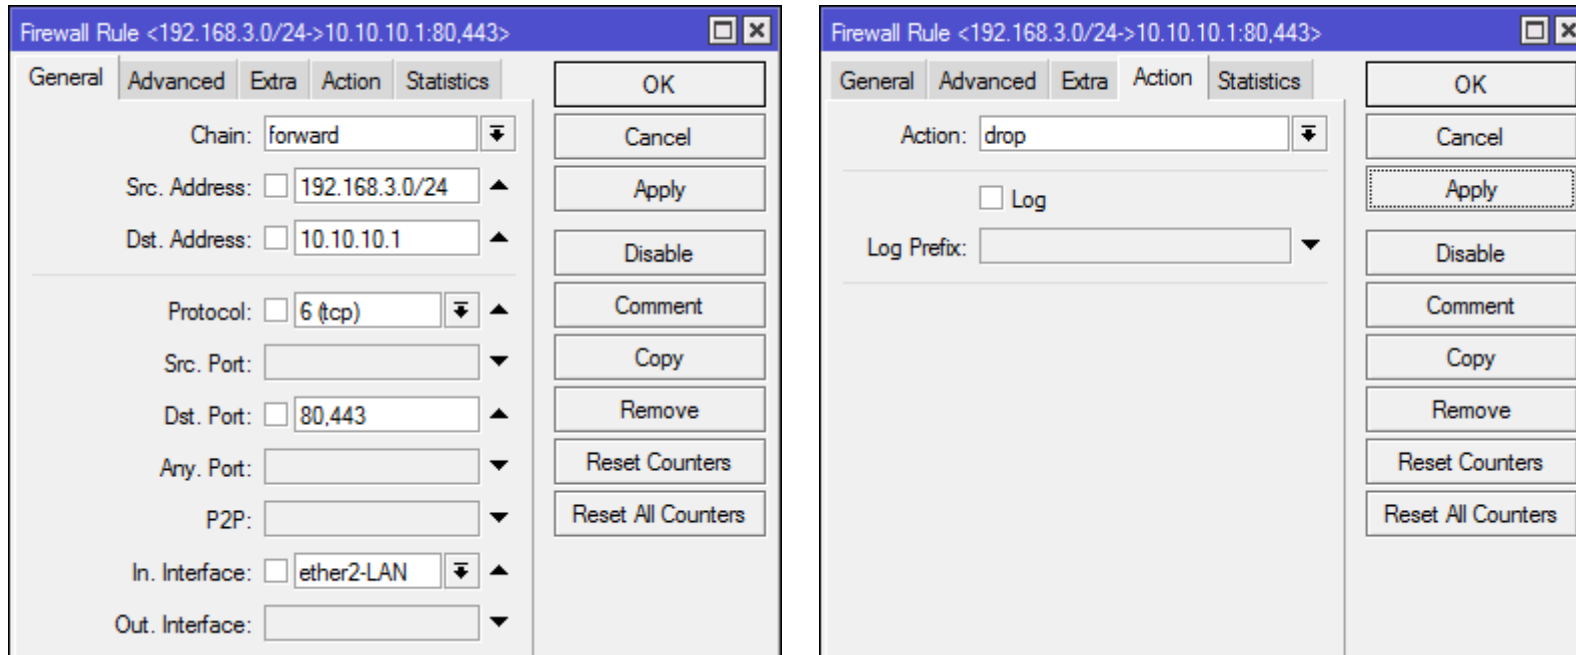 Firewall Rule <192.168.3.0/24->10.10.10.1:80,443>
General Advanced Extra Action Statistics
Chain: forward
Src. Address: 192.168.3.0/24
Dst. Address: 10.10.10.1
Protocol: 6 (tcp)
Src. Port:
Dst. Port: 80,443
Any. Port:
P2P:
In. Interface: ether2-LAN
Out. Interface:
OK
Cancel
Apply
Disable
Comment
Copy
Remove
Reset Counters
Reset All Counters
Firewall Rule <192.168.3.0/24->10.10.10.1:80,443>
General Advanced Extra Action Statistics
Action: drop
Log
Log Prefix:
OK
Cancel
Apply
Disable
Comment
Copy
Remove
Reset Counters
Reset All Counters